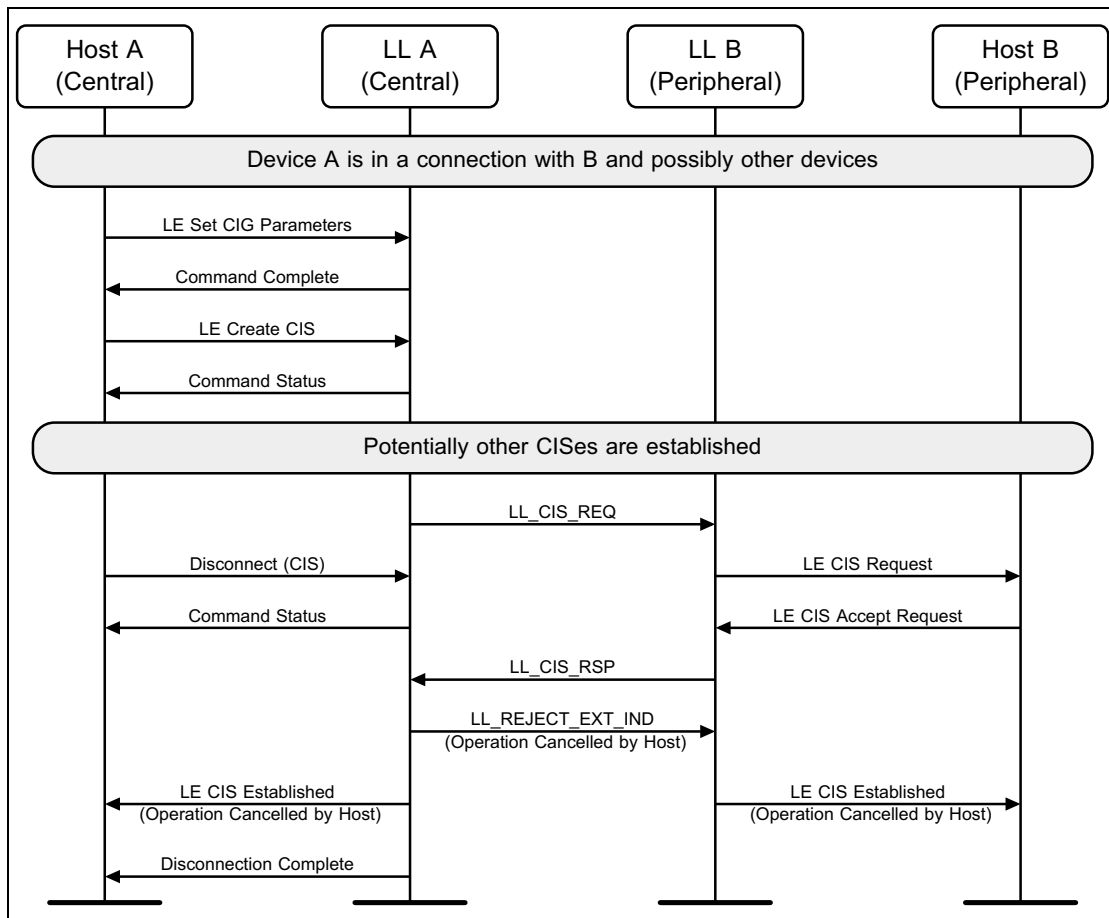 Host A
(Central)
LL A
(Central)
LL B
(Peripheral)
Host B
(Peripheral)
Device A is in a connection with B and possibly other devices
LE Set CIG Parameters
Command Complete
LE Create CIS
Command Status
Potentially other CISes are established
LL_CIS_REQ
Disconnect (CIS)
LE CIS Request
Command Status
LE CIS Accept Request
LL_CIS_RSP
LL_REJECT_EXT_IND
(Operation Cancelled by Host)
LE CIS Established
(Operation Cancelled by Host)
LE CIS Established
(Operation Cancelled by Host)
Disconnection Complete